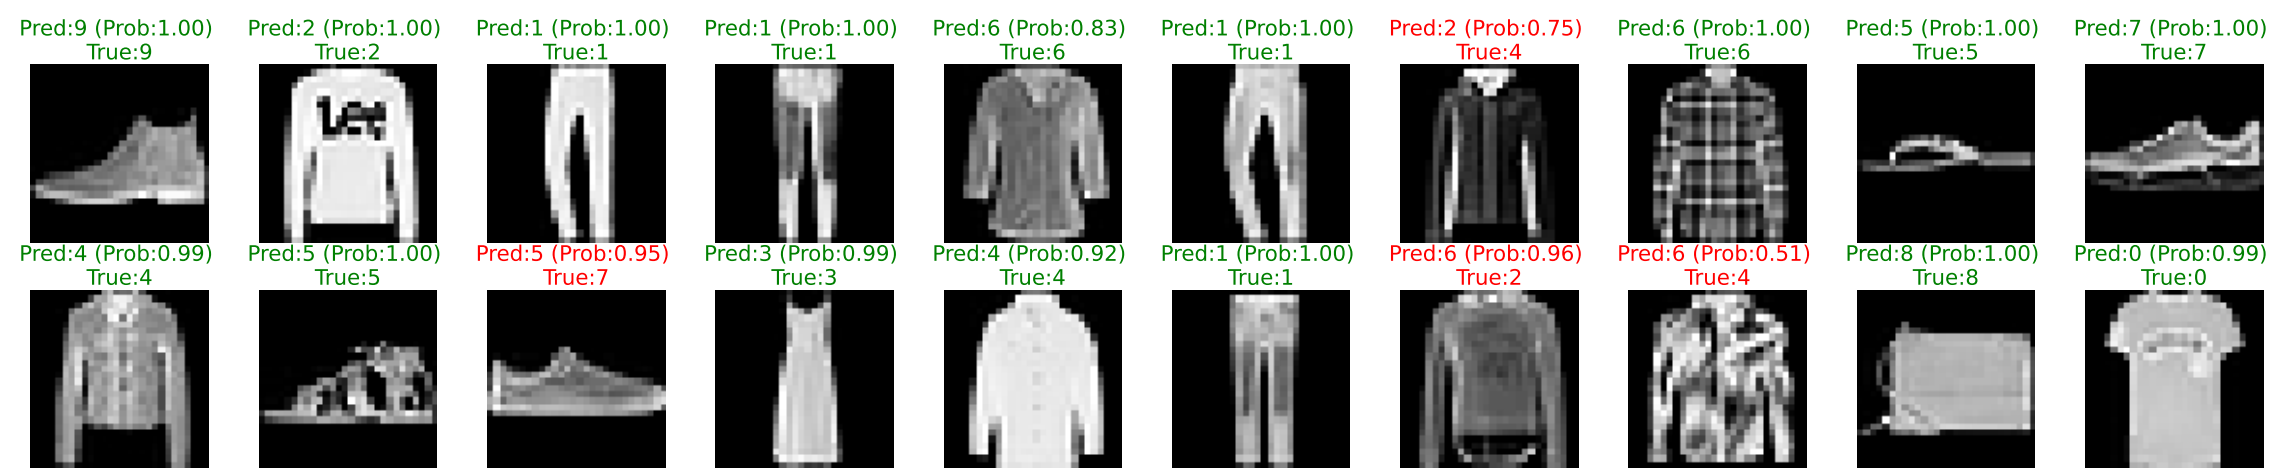 Pred:9 (Prob:1.00)
True:9
Pred:2 (Prob:1.00)
True:2
Pred:1 (Prob:1.00)
True:1
Pred:1 (Prob:1.00)
True:1
Pred:6 (Prob:0.83)
True:6
Pred:1 (Prob:1.00)
True:1
Pred:2 (Prob:0.75)
True:4
Pred:6 (Prob:1.00)
True:6
Pred:5 (Prob:1.00)
True:5
Pred:7 (Prob:1.00)
True:7
Lee
Pred:4 (Prob:0.99)
True:4
Pred:5 (Prob:1.00)
True:5
Pred:5 (Prob:0.95)
True:7
Pred:3 (Prob:0.99)
True:3
Pred:4 (Prob:0.92)
True:4
Pred:1 (Prob:1.00)
True:1
Pred:6 (Prob:0.96)
True:2
Pred:6 (Prob:0.51)
True:4
Pred:8 (Prob:1.00)
True:8
Pred:0 (Prob:0.99)
True:0